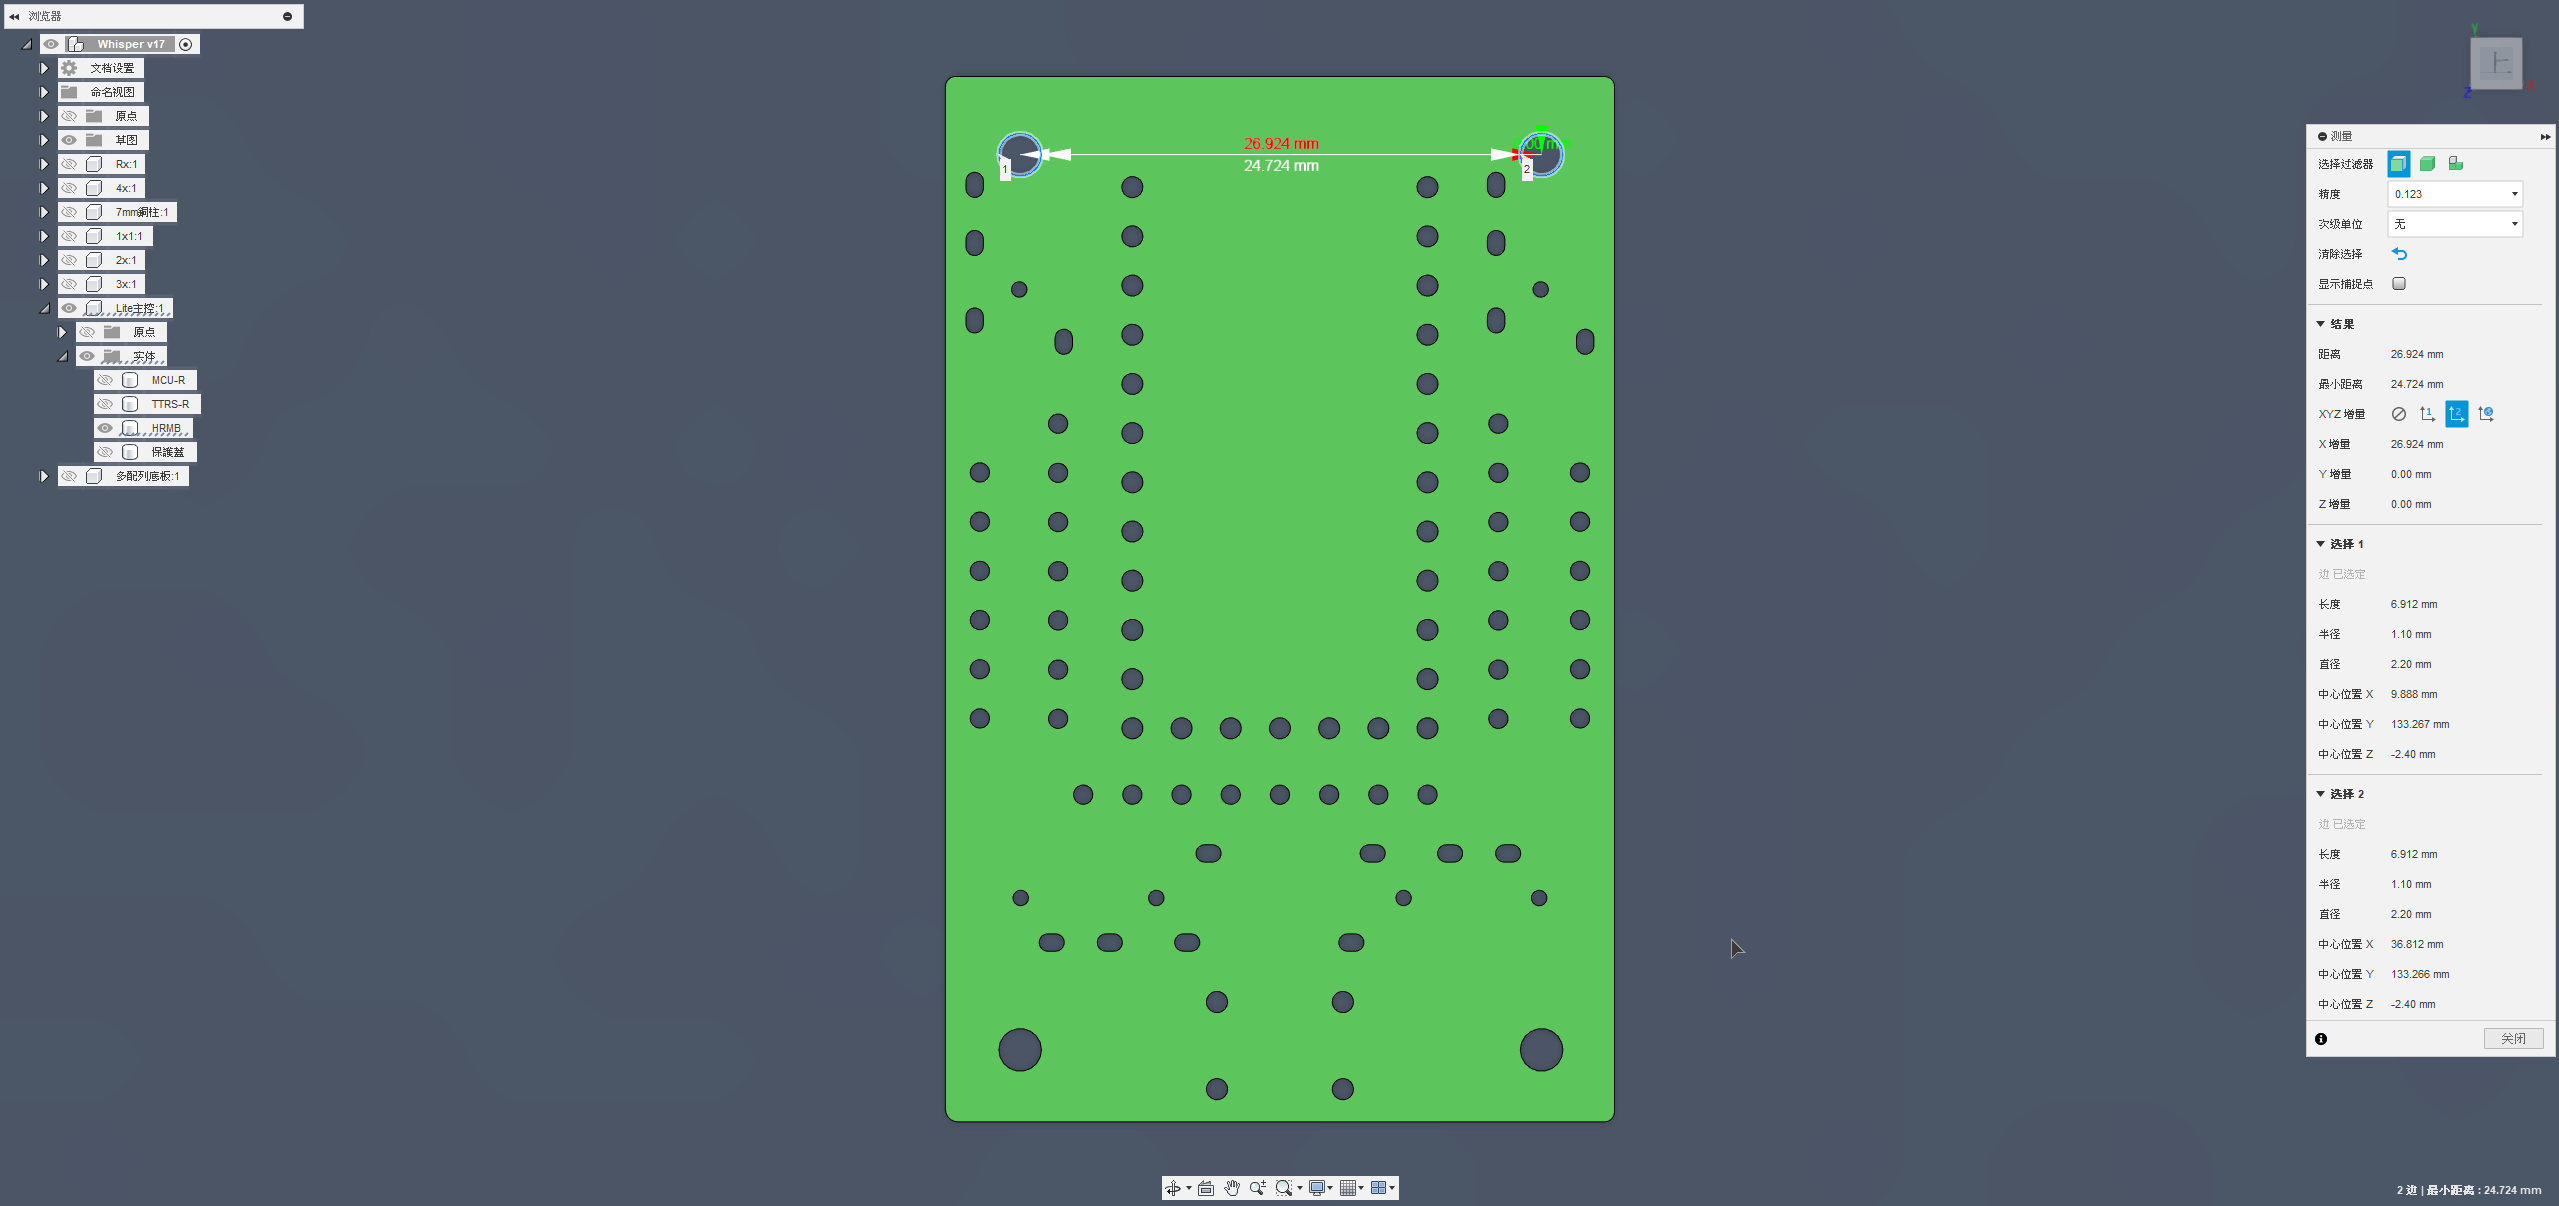 浏览器
Whisper v17
文档设置
命名视图
原点
草图
Rx:1
4x:1
7mm銅柱:1
1x1:1
2x:1
3x:1
Lite主控:1
原点
实体
MCU-R
TTRS-R
HRMB
保護蓋
多配列底板:1
26.924 mm
24.724 mm
1
2
Y
Z
X
上
测量
选择过滤器
精度 0.123
次级单位 无
清除选择
显示捕捉点
结果
距离 26.924 mm
最小距离 24.724 mm
XYZ 增量
X 增量 26.924 mm
Y 增量 0.00 mm
Z 增量 0.00 mm
选择 1
边 已选定
长度 6.912 mm
半径 1.10 mm
直径 2.20 mm
中心位置 X 9.888 mm
中心位置 Y 133.267 mm
中心位置 Z -2.40 mm
选择 2
边 已选定
长度 6.912 mm
半径 1.10 mm
直径 2.20 mm
中心位置 X 36.812 mm
中心位置 Y 133.266 mm
中心位置 Z -2.40 mm
关闭
2 边 | 最小距离 : 24.724 mm